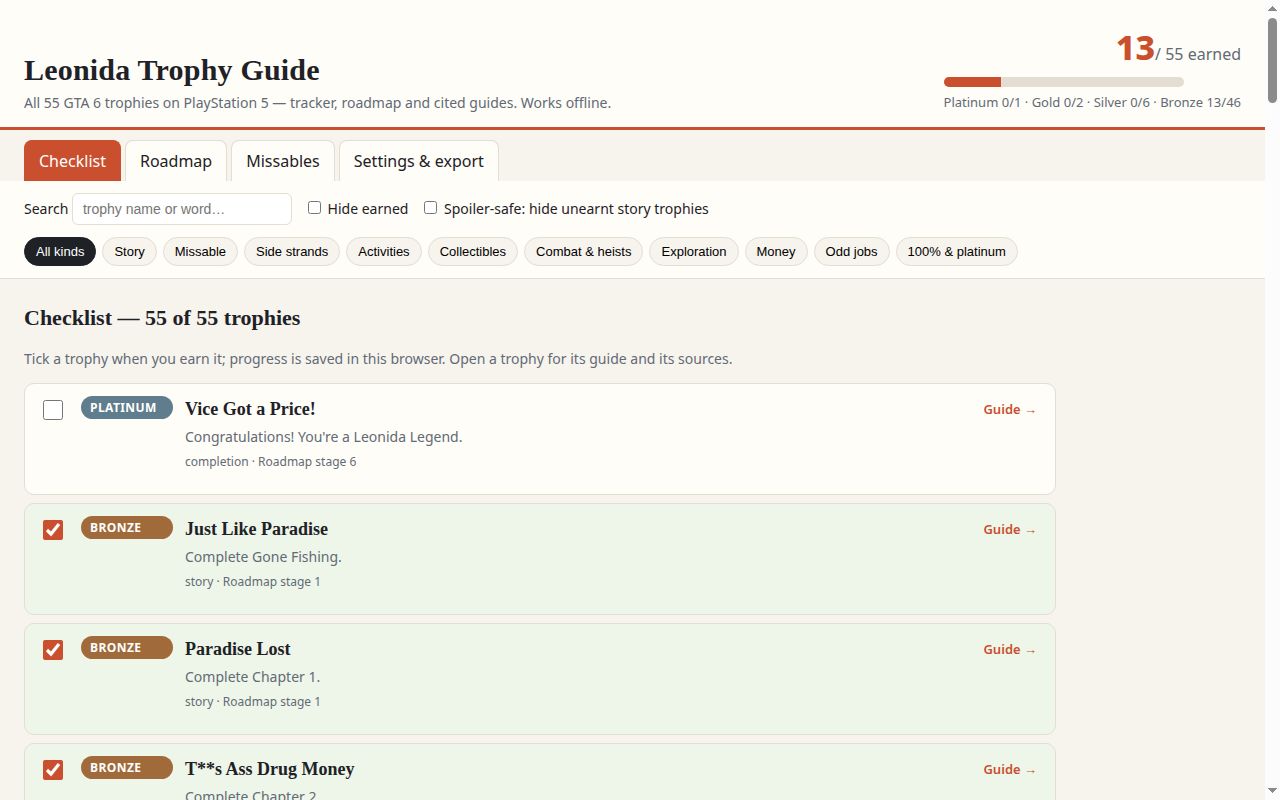 Leonida Trophy Guide
All 55 GTA 6 trophies on PlayStation 5 — tracker, roadmap and cited guides. Works offline.
13/ 55 earned
Platinum 0/1 · Gold 0/2 · Silver 0/6 · Bronze 13/46
Checklist Roadmap Missables Settings & export
Search trophy name or word… Hide earned Spoiler-safe: hide unearnt story trophies
All kinds Story Missable Side strands Activities Collectibles Combat & heists Exploration Money Odd jobs 100% & platinum
Checklist — 55 of 55 trophies
Tick a trophy when you earn it; progress is saved in this browser. Open a trophy for its guide and its sources.
PLATINUM Vice Got a Price! Guide →
Congratulations! You're a Leonida Legend.
completion · Roadmap stage 6
BRONZE Just Like Paradise Guide →
Complete Gone Fishing.
story · Roadmap stage 1
BRONZE Paradise Lost Guide →
Complete Chapter 1.
story · Roadmap stage 1
BRONZE T**s Ass Drug Money Guide →
Complete Chapter 2.